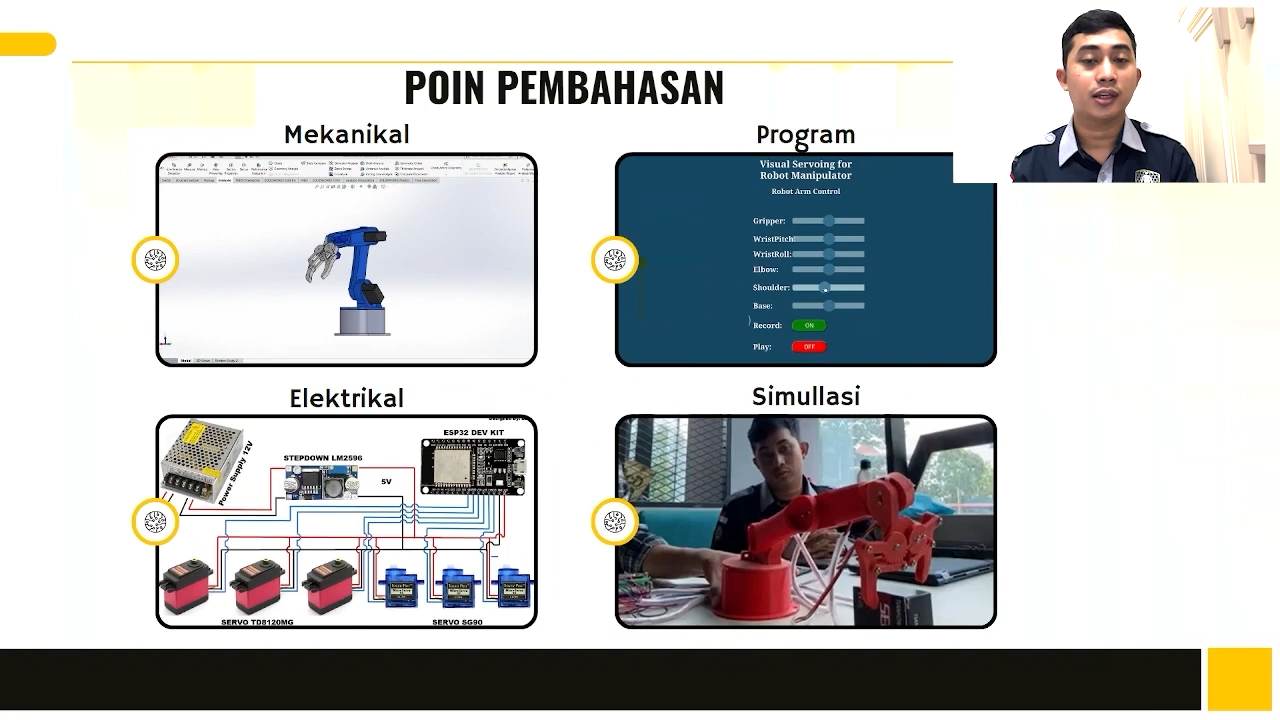 POIN PEMBAHASAN
Mekanikal
Program
Visual Servoing for
Robot Manipulator
Robot Arm Control
Gripper:
WristPitch:
WristRoll:
Elbow:
Shoulder:
Base:
Record: ON
Play: OFF
Elektrikal
Simullasi
ESP32 DEV KIT
Power Supply 12V
STEPDOWN LM2596
5V
SERVO TD8120MG
SERVO SG90